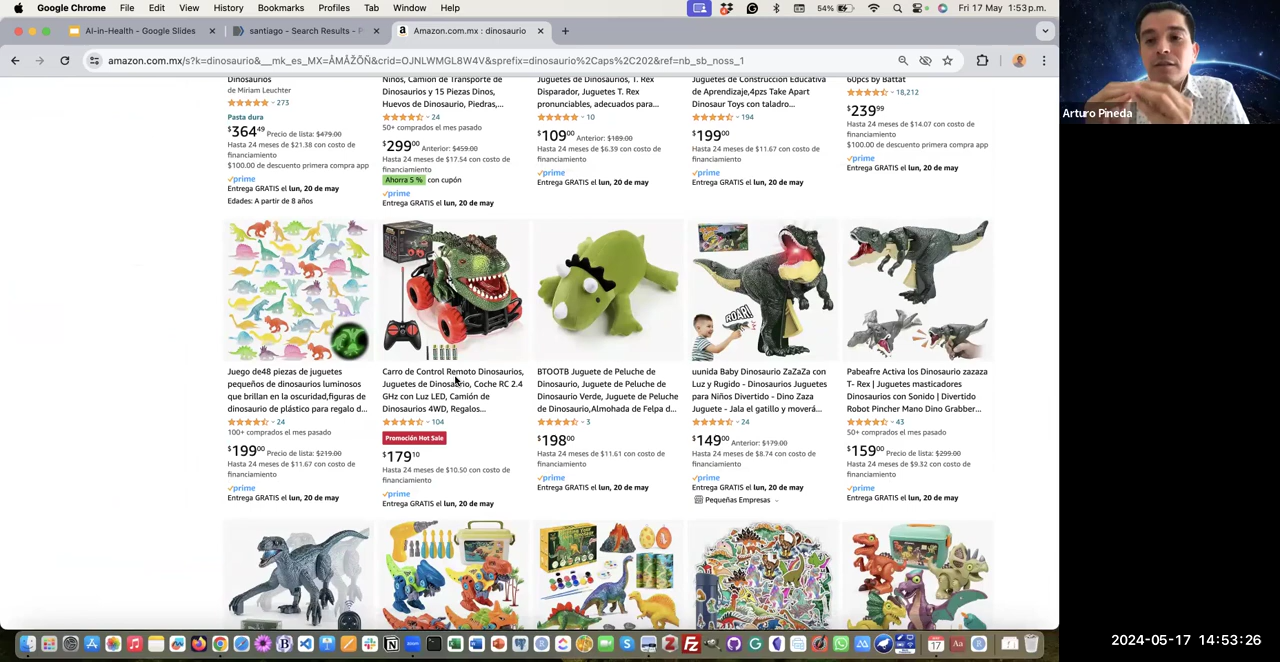 Google Chrome File Edit View History Bookmarks Profiles Tab Window Help
54% Fri 17 May 1:53 p.m.
AI-in-Health - Google Slides
santiago - Search Results - P
Amazon.com.mx : dinosaurio
amazon.com.mx/s?k=dinosaurio&__mk_es_MX=ÅMÅŽÕÑ&crid=OJNLWMGL8W4V&sprefix=dinosaurio%2Caps%2C202&ref=nb_sb_noss_1
Dinosaurios
de Miriam Leuchter
273
Pasta dura
$364.49 Precio de lista: $479.00
Hasta 24 meses de $21.38 con costo de
financiamiento
$100.00 de descuento primera compra app
prime
Entrega GRATIS el lun, 20 de may
Edades: A partir de 8 años
Niños, Camión de Transporte de
Dinosaurios y 15 Piezas Dinos,
Huevos de Dinosaurio, Piedras,...
24
50+ comprados el mes pasado
$299.00 Anterior: $459.00
Hasta 24 meses de $17.54 con costo de
financiamiento
Ahorra 5 % con cupón
prime
Entrega GRATIS el lun, 20 de may
Juguetes de Dinosaurios, T. Rex
Disparador, Juguetes T. Rex
pronunciables, adecuados para...
10
$109.00 Anterior: $189.00
Hasta 24 meses de $6.39 con costo de
financiamiento
prime
Entrega GRATIS el lun, 20 de may
Juguetes de Construccion Educativa
de Aprendizaje,4pzs Take Apart
Dinosaur Toys con taladro...
194
$199.00
Hasta 24 meses de $11.67 con costo de
financiamiento
prime
Entrega GRATIS el lun, 20 de may
60pcs by Battat
18,212
$239.99
Hasta 24 meses de $14.07 con costo de
financiamiento
$100.00 de descuento primera compra app
prime
Entrega GRATIS el lun, 20 de may
ROAR!
Juego de48 piezas de juguetes
pequeños de dinosaurios luminosos
que brillan en la oscuridad,figuras de
dinosaurio de plástico para regalo d...
24
100+ comprados el mes pasado
$199.00 Precio de lista: $219.00
Hasta 24 meses de $11.67 con costo de
financiamiento
prime
Entrega GRATIS el lun, 20 de may
Carro de Control Remoto Dinosaurios,
Juguetes de Dinosaurio, Coche RC 2.4
GHz con Luz LED, Camión de
Dinosaurios 4WD, Regalos...
104
Promoción Hot Sale
$179.10
Hasta 24 meses de $10.50 con costo de
financiamiento
prime
Entrega GRATIS el lun, 20 de may
BTOOTB Juguete de Peluche de
Dinosaurio, Juguete de Peluche de
Dinosaurio Verde, Juguete de Peluche
de Dinosaurio,Almohada de Felpa d...
3
$198.00
Hasta 24 meses de $11.61 con costo de
financiamiento
prime
Entrega GRATIS el lun, 20 de may
uunida Baby Dinosaurio ZaZaZa con
Luz y Rugido - Dinosaurios Juguetes
para Niños Divertido - Dino Zaza
Juguete - Jala el gatillo y moverá...
24
$149.00 Anterior: $179.00
Hasta 24 meses de $8.74 con costo de
financiamiento
prime
Entrega GRATIS el lun, 20 de may
Pequeñas Empresas
Pabeafre Activa los Dinosaurio zazaza
T- Rex | Juguetes masticadores
Dinosaurios con Sonido | Divertido
Robot Pincher Mano Dino Grabber...
43
50+ comprados el mes pasado
$159.00 Precio de lista: $299.00
Hasta 24 meses de $9.32 con costo de
financiamiento
prime
Entrega GRATIS el lun, 20 de may
Arturo Pineda
2024-05-17 14:53:26